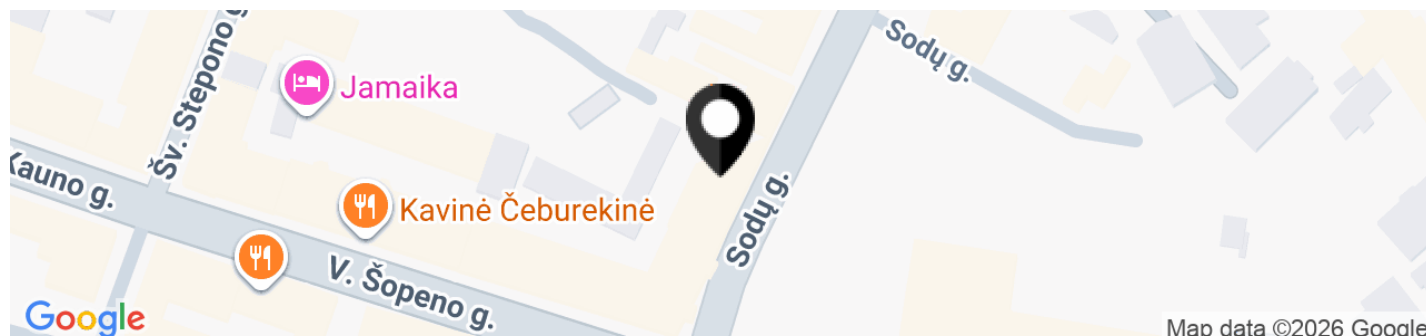 Šv. Stepono g.
Sodų g.
Jamaika
Kauno g.
Kavinė Čeburekinė
Sodų g.
V. Šopeno g.
Google
Map data ©2026 Google